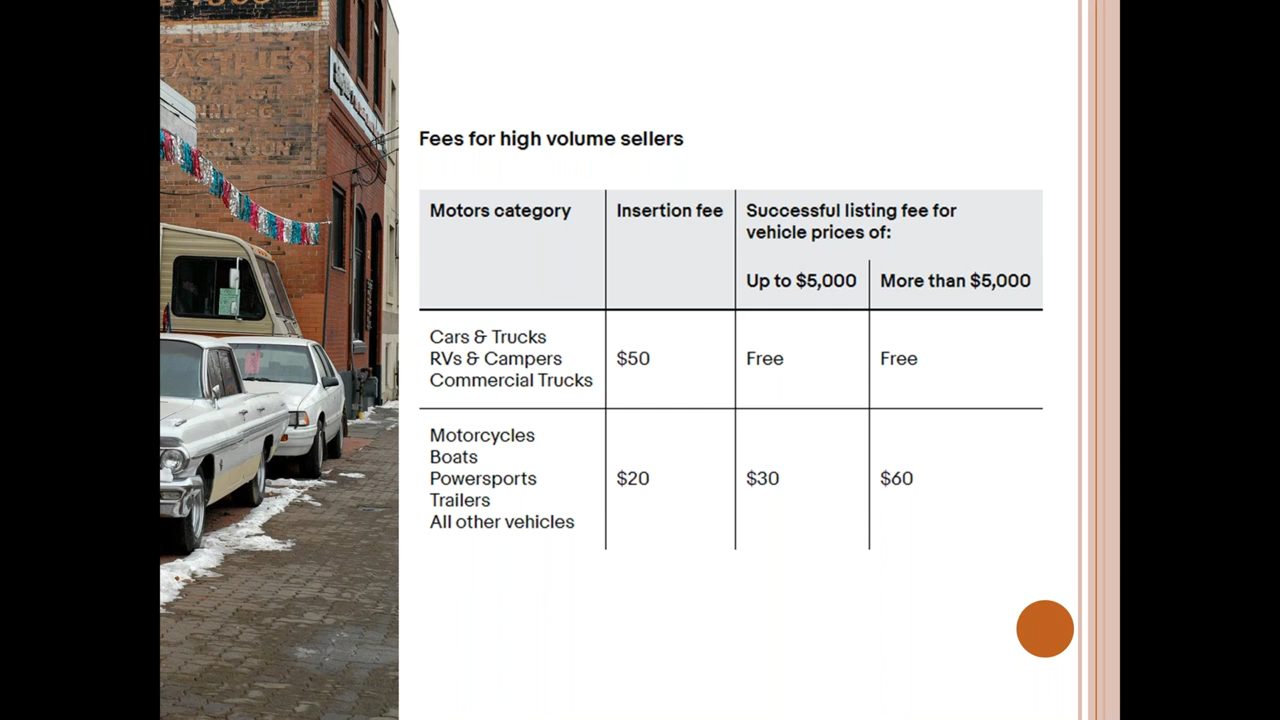 PASTRIES
Fees for high volume sellers
Motors category
Insertion fee
Successful listing fee for
vehicle prices of:
Up to $5,000
More than $5,000
Cars & Trucks
RVs & Campers
Commercial Trucks
$50
Free
Free
Motorcycles
Boats
Powersports
Trailers
All other vehicles
$20
$30
$60